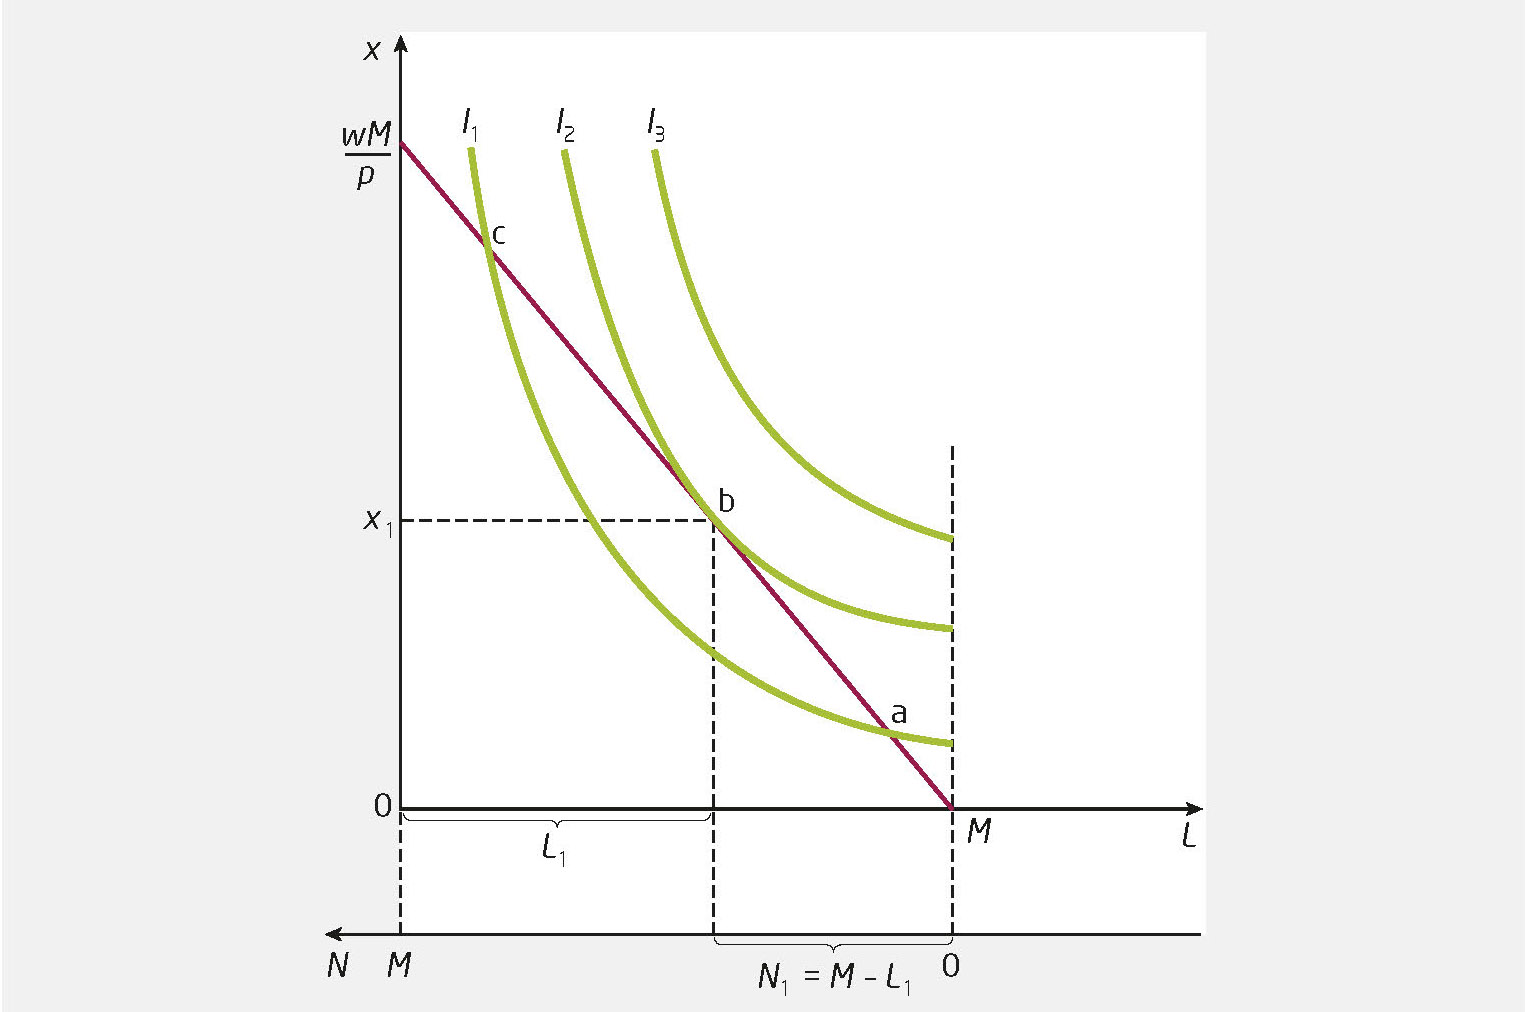 x
wM
p
I₁
I₂
I₃
c
b
x₁
a
0
M
L
L₁
N
M
0
N₁ = M - L₁